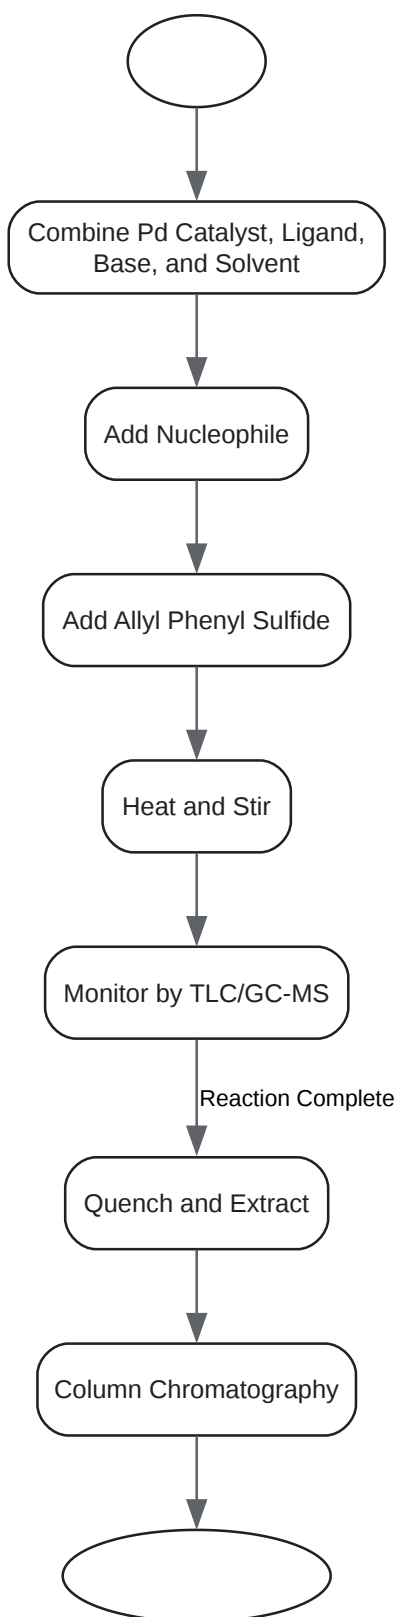 Combine Pd Catalyst, Ligand,
Base, and Solvent
Add Nucleophile
Add Allyl Phenyl Sulfide
Heat and Stir
Monitor by TLC/GC-MS
Reaction Complete
Quench and Extract
Column Chromatography